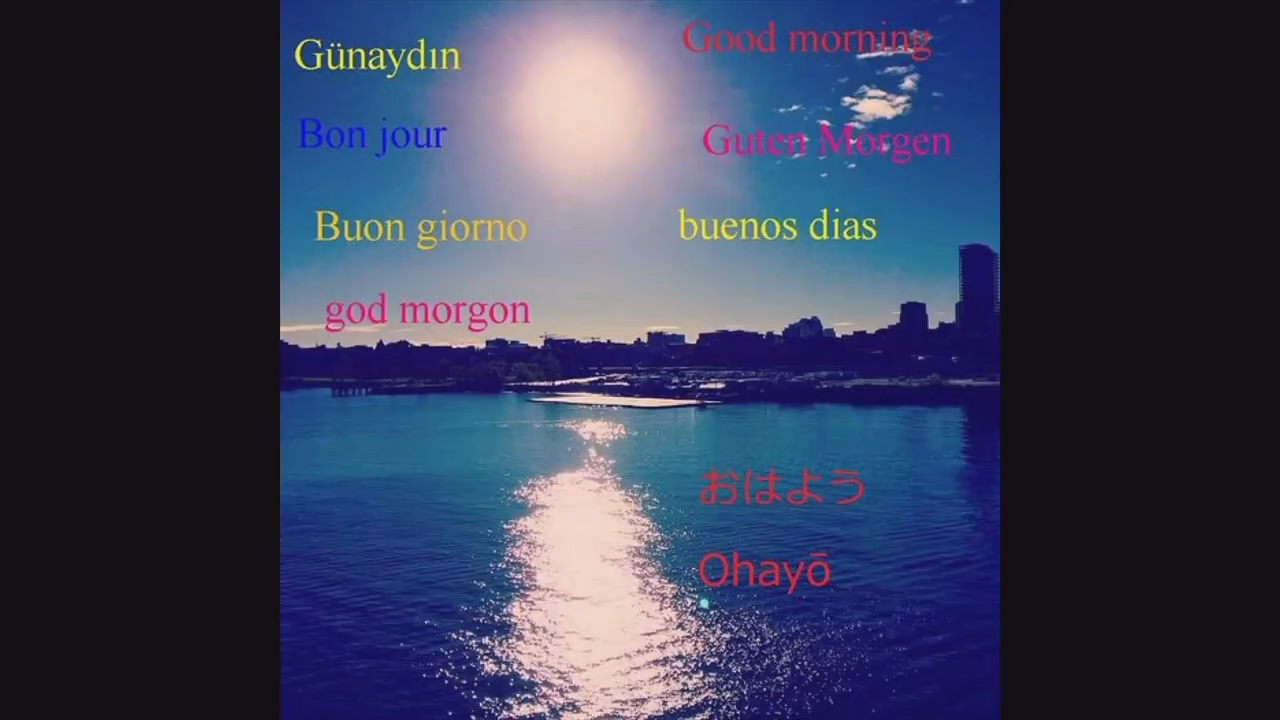 Günaydın
Good morning
Bon jour
Guten Morgen
Buon giorno
buenos dias
god morgon
おはよう
Ohayō